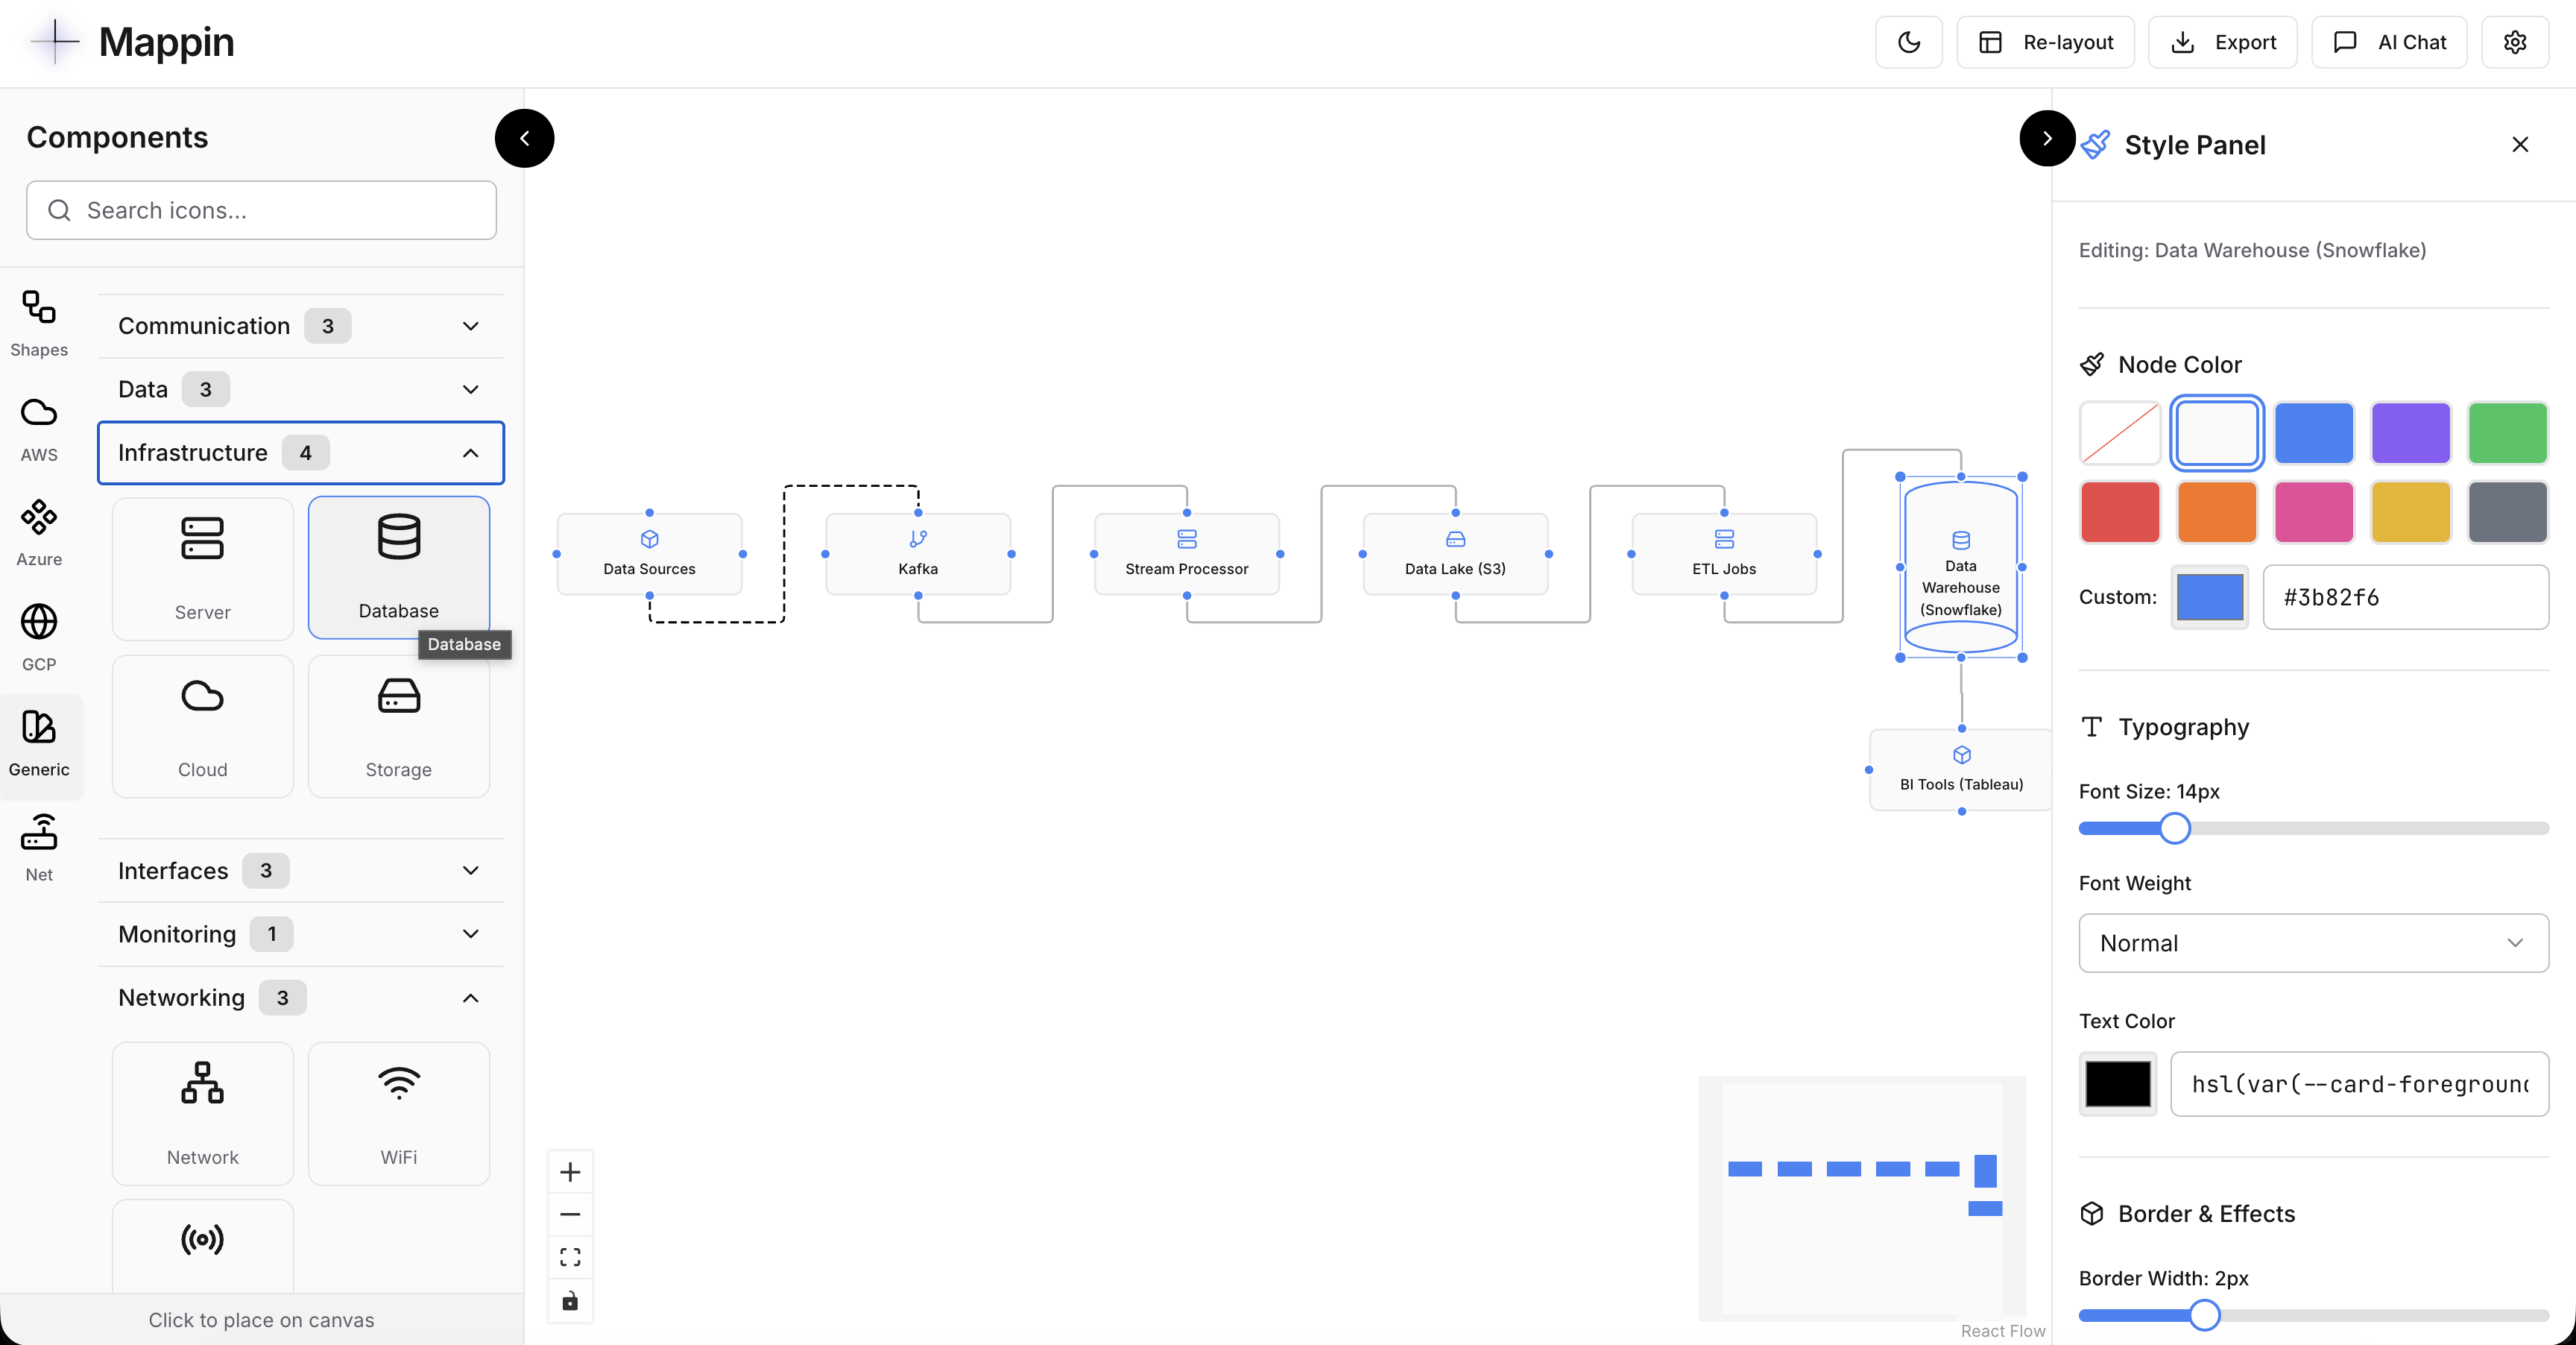 Mappin
Re-layout
Export
AI Chat
Components
Search icons...
Shapes
AWS
Azure
GCP
Generic
Net
Communication 3
Data 3
Infrastructure 4
Server
Database
Database
Cloud
Storage
Interfaces 3
Monitoring 1
Networking 3
Network
WiFi
Click to place on canvas
Data Sources
Kafka
Stream Processor
Data Lake (S3)
ETL Jobs
Data
Warehouse
(Snowflake)
BI Tools (Tableau)
React Flow
Style Panel
Editing: Data Warehouse (Snowflake)
Node Color
Custom:
#3b82f6
Typography
Font Size: 14px
Font Weight
Normal
Text Color
hsl(var(--card-foreground
Border & Effects
Border Width: 2px